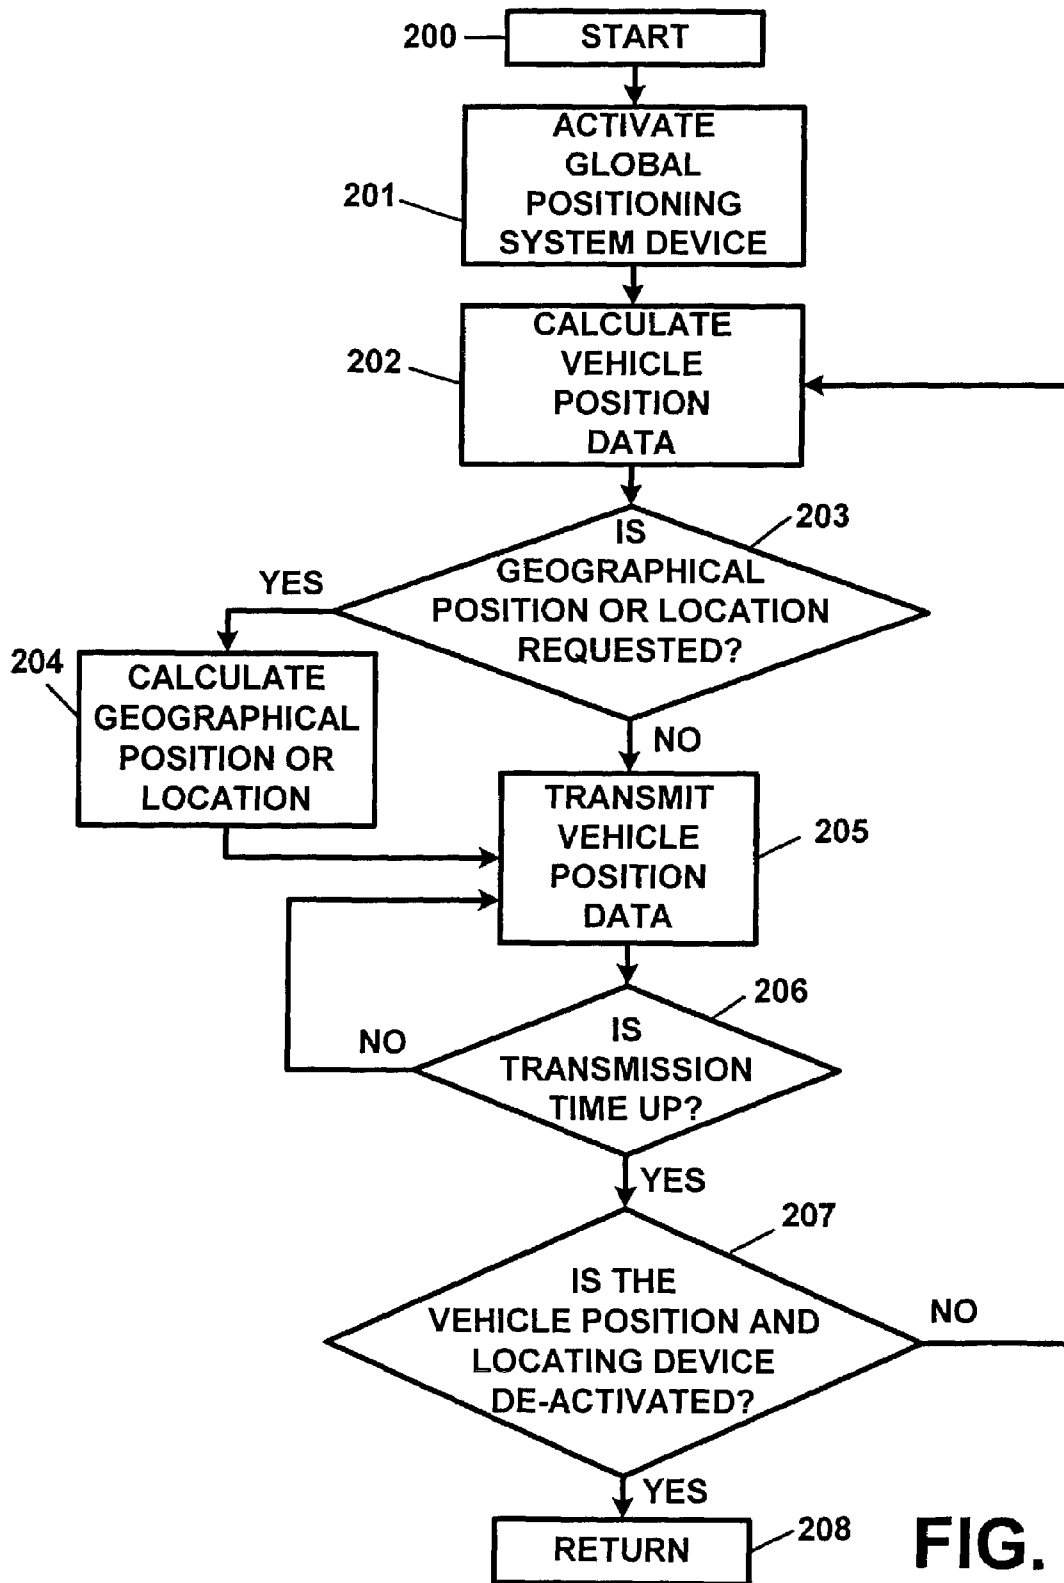 200
START
ACTIVATE
GLOBAL
POSITIONING
SYSTEM DEVICE
201
CALCULATE
VEHICLE
POSITION
DATA
202
203
IS
GEOGRAPHICAL
POSITION OR LOCATION
REQUESTED?
YES
204
CALCULATE
GEOGRAPHICAL
POSITION OR
LOCATION
NO
TRANSMIT
VEHICLE
POSITION
DATA
205
206
IS
TRANSMISSION
TIME UP?
NO
YES
207
IS THE
VEHICLE POSITION AND
LOCATING DEVICE
DE-ACTIVATED?
NO
YES
RETURN
208
FIG.